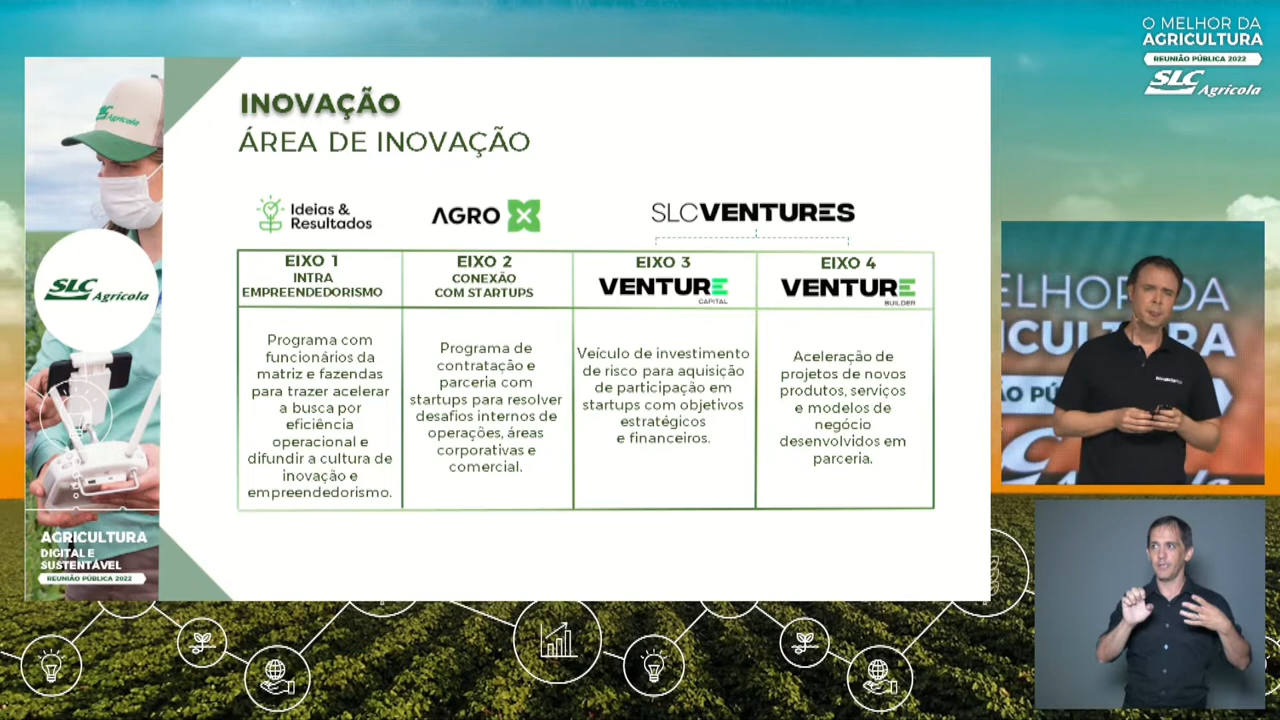 O MELHOR DA
AGRICULTURA
REUNIÃO PÚBLICA 2022
SLC Agrícola
INOVAÇÃO
ÁREA DE INOVAÇÃO
Ideias &
Resultados
AGRO
SLCVENTURES
EIXO 1
INTRA
EMPREENDEDORISMO
Programa com
funcionários da
matriz e fazendas
para trazer acelerar
a busca por
eficiência
operacional e
difundir a cultura de
inovação e
empreendedorismo.
EIXO 2
CONEXÃO
COM STARTUPS
Programa de
contratação e
parceria com
startups para resolver
desafios internos de
operações, áreas
corporativas e
comercial.
EIXO 3
VENTURE
CAPITAL
Veículo de investimento
de risco para aquisição
de participação em
startups com objetivos
estratégicos
e financeiros.
EIXO 4
VENTURE
BUILDER
Aceleração de
projetos de novos
produtos, serviços
e modelos de
negócio
desenvolvidos em
parceria.
Agrícola
SLC Agrícola
AGRICULTURA
DIGITAL E
SUSTENTÁVEL
REUNIÃO PÚBLICA 2022
ELHOR DA